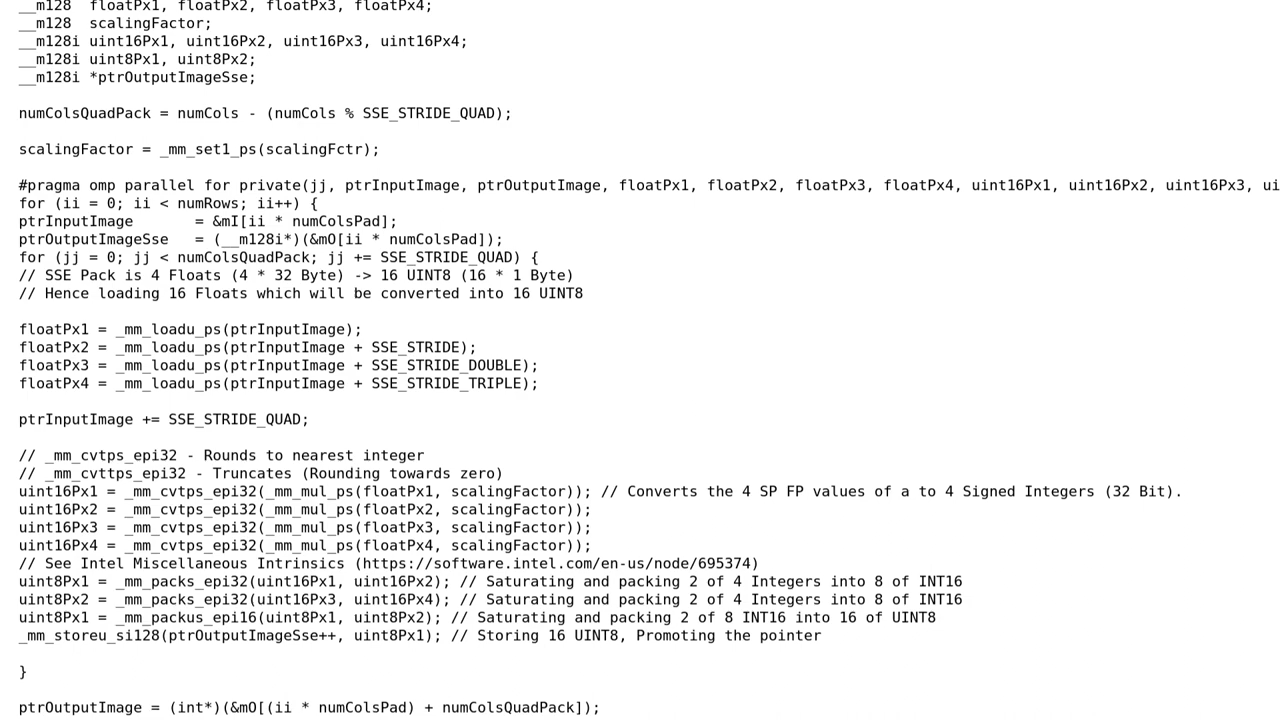 __m128  floatPx1, floatPx2, floatPx3, floatPx4;
__m128  scalingFactor;
__m128i uint16Px1, uint16Px2, uint16Px3, uint16Px4;
__m128i uint8Px1, uint8Px2;
__m128i *ptrOutputImageSse;
numColsQuadPack = numCols - (numCols % SSE_STRIDE_QUAD);
scalingFactor = _mm_set1_ps(scalingFctr);
#pragma omp parallel for private(jj, ptrInputImage, ptrOutputImage, floatPx1, floatPx2, floatPx3, floatPx4, uint16Px1, uint16Px2, uint16Px3, ui
for (ii = 0; ii < numRows; ii++) {
ptrInputImage       = &mI[ii * numColsPad];
ptrOutputImageSse   = (__m128i*)(&mO[ii * numColsPad]);
for (jj = 0; jj < numColsQuadPack; jj += SSE_STRIDE_QUAD) {
// SSE Pack is 4 Floats (4 * 32 Byte) -> 16 UINT8 (16 * 1 Byte)
// Hence loading 16 Floats which will be converted into 16 UINT8
floatPx1 = _mm_loadu_ps(ptrInputImage);
floatPx2 = _mm_loadu_ps(ptrInputImage + SSE_STRIDE);
floatPx3 = _mm_loadu_ps(ptrInputImage + SSE_STRIDE_DOUBLE);
floatPx4 = _mm_loadu_ps(ptrInputImage + SSE_STRIDE_TRIPLE);
ptrInputImage += SSE_STRIDE_QUAD;
// _mm_cvtps_epi32 - Rounds to nearest integer
// _mm_cvttps_epi32 - Truncates (Rounding towards zero)
uint16Px1 = _mm_cvtps_epi32(_mm_mul_ps(floatPx1, scalingFactor)); // Converts the 4 SP FP values of a to 4 Signed Integers (32 Bit).
uint16Px2 = _mm_cvtps_epi32(_mm_mul_ps(floatPx2, scalingFactor));
uint16Px3 = _mm_cvtps_epi32(_mm_mul_ps(floatPx3, scalingFactor));
uint16Px4 = _mm_cvtps_epi32(_mm_mul_ps(floatPx4, scalingFactor));
// See Intel Miscellaneous Intrinsics (https://software.intel.com/en-us/node/695374)
uint8Px1 = _mm_packs_epi32(uint16Px1, uint16Px2); // Saturating and packing 2 of 4 Integers into 8 of INT16
uint8Px2 = _mm_packs_epi32(uint16Px3, uint16Px4); // Saturating and packing 2 of 4 Integers into 8 of INT16
uint8Px1 = _mm_packus_epi16(uint8Px1, uint8Px2); // Saturating and packing 2 of 8 INT16 into 16 of UINT8
_mm_storeu_si128(ptrOutputImageSse++, uint8Px1); // Storing 16 UINT8, Promoting the pointer
}
ptrOutputImage = (int*)(&mO[(ii * numColsPad) + numColsQuadPack]);